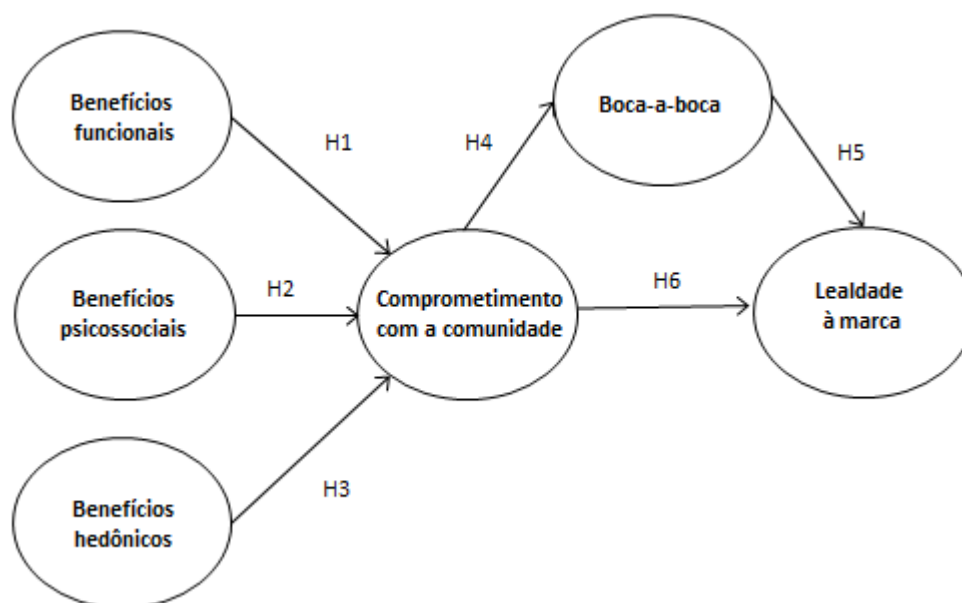 Benefícios
funcionais
H1
Benefícios
psicossociais
H2
Benefícios
hedônicos
H3
Comprometimento
com a comunidade
H4
Boca-a-boca
H5
H6
Lealdade
à marca